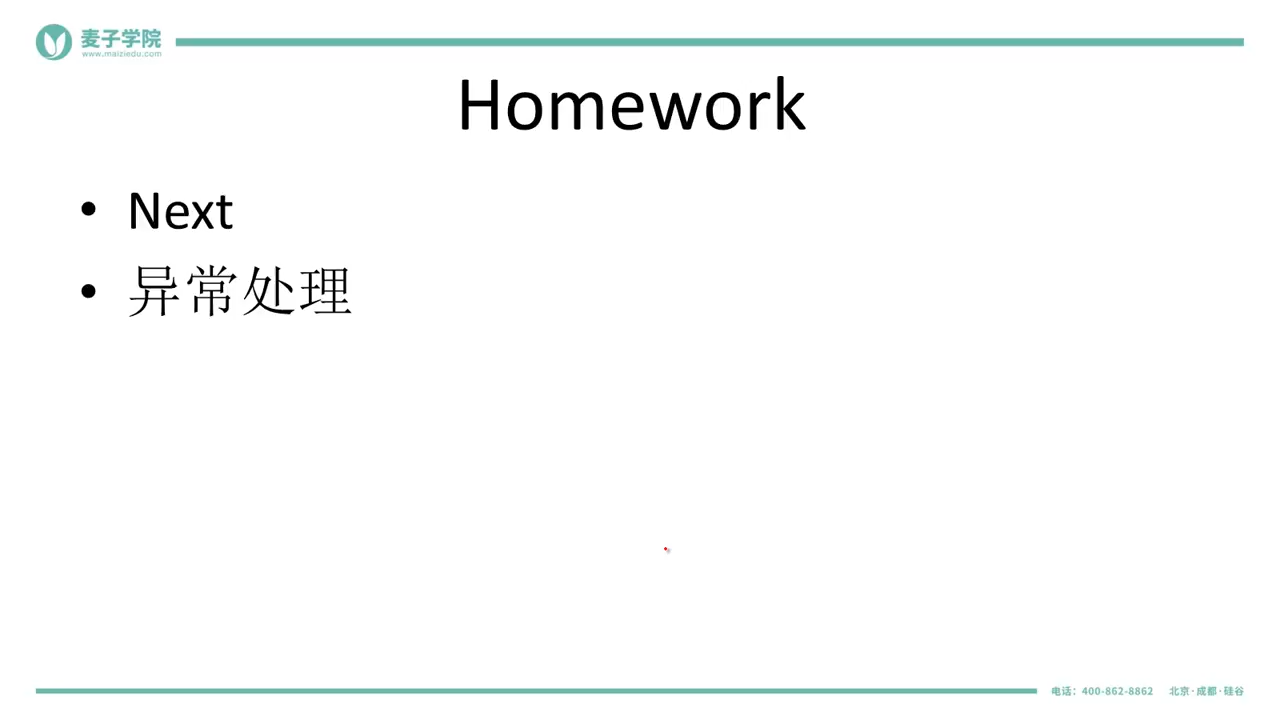 麦子学院
www.maiziedu.com
Homework
• Next
• 异常处理
电话：400-862-8862 北京·成都·硅谷